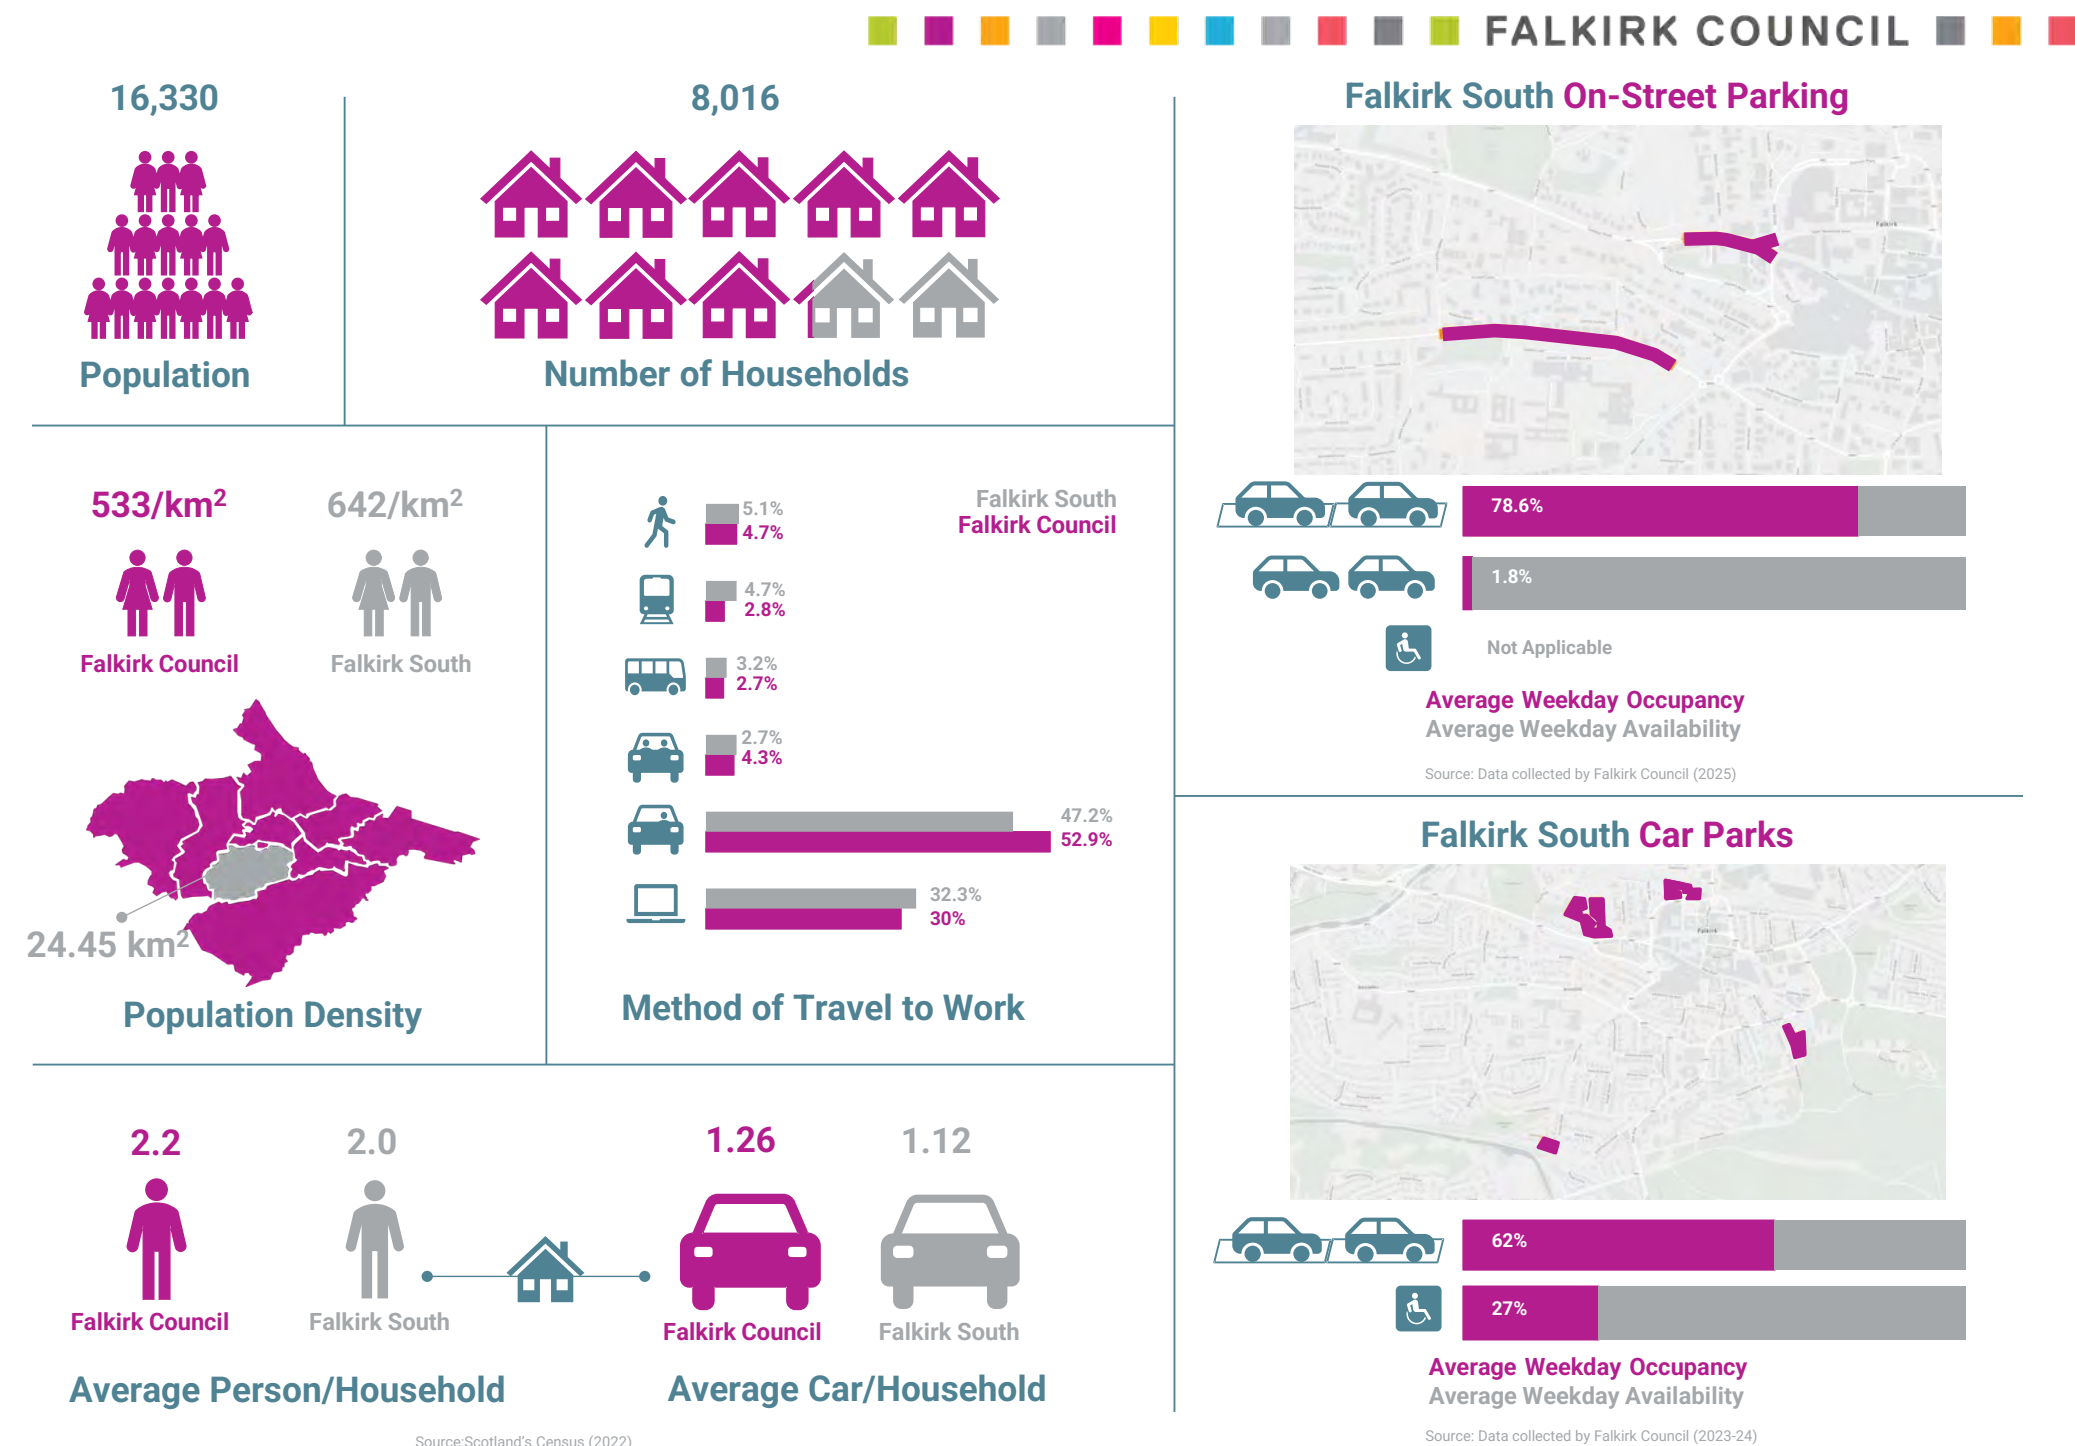 FALKIRK COUNCIL
16,330
Population
8,016
Number of Households
533/km²
Falkirk Council
642/km²
Falkirk South
24.45 km²
Population Density
Falkirk South
Falkirk Council
5.1%
4.7%
4.7%
2.8%
3.2%
2.7%
2.7%
4.3%
47.2%
52.9%
32.3%
30%
Method of Travel to Work
2.2
Falkirk Council
2.0
Falkirk South
Average Person/Household
1.26
Falkirk Council
1.12
Falkirk South
Average Car/Household
Source:Scotland's Census (2022)
Falkirk South On-Street Parking
Falkirk
78.6%
1.8%
Not Applicable
Average Weekday Occupancy
Average Weekday Availability
Source: Data collected by Falkirk Council (2025)
Falkirk South Car Parks
Falkirk
62%
27%
Average Weekday Occupancy
Average Weekday Availability
Source: Data collected by Falkirk Council (2023-24)